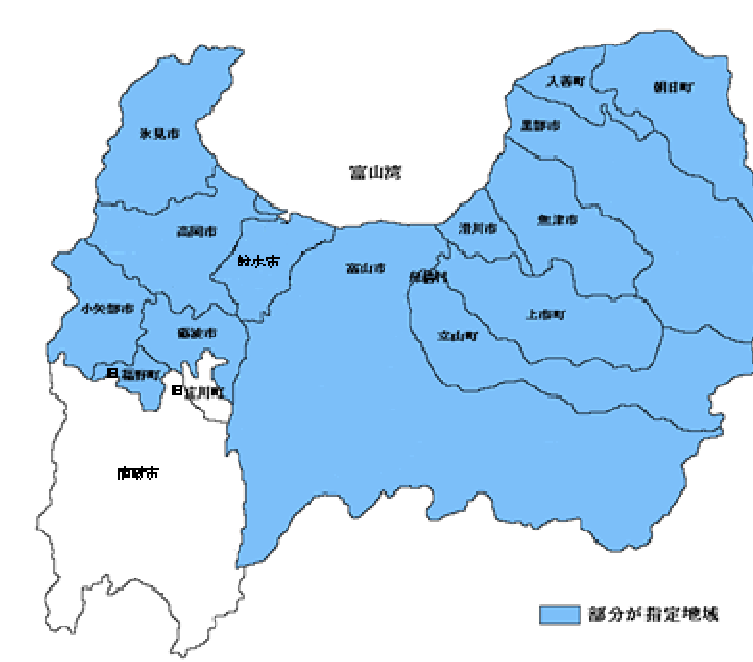 入善町
朝日町
黒部市
氷見市
富山湾
魚津市
滑川市
高岡市
射水市
富山市
舟橋村
小矢部市
上市町
砺波市
立山町
旧福野町
旧庄川町
南砺市
部分が指定地域